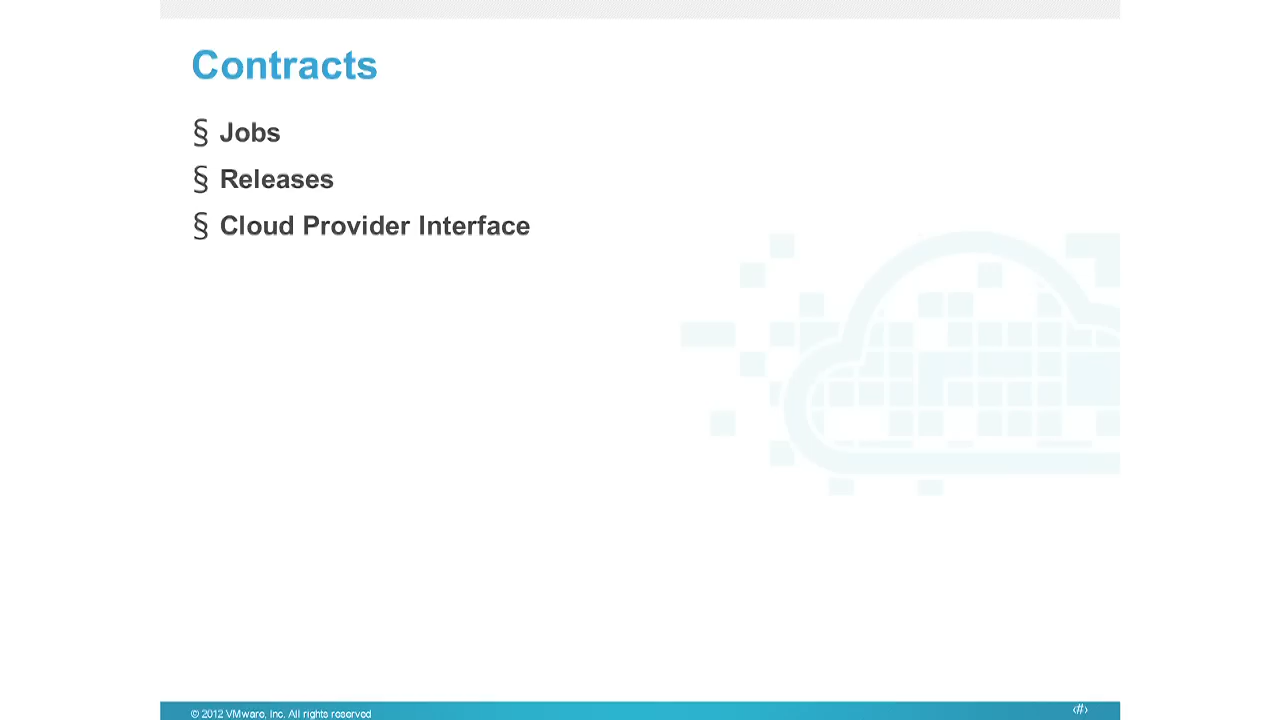 Contracts
§ Jobs
§ Releases
§ Cloud Provider Interface
© 2012 VMware, Inc. All rights reserved
‹#›